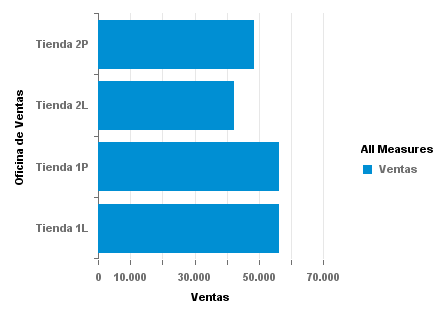 Tienda 2P
Tienda 2L
Tienda 1P
Tienda 1L
Oficina de Ventas
0 10.000 30.000 50.000 70.000
Ventas
All Measures
Ventas